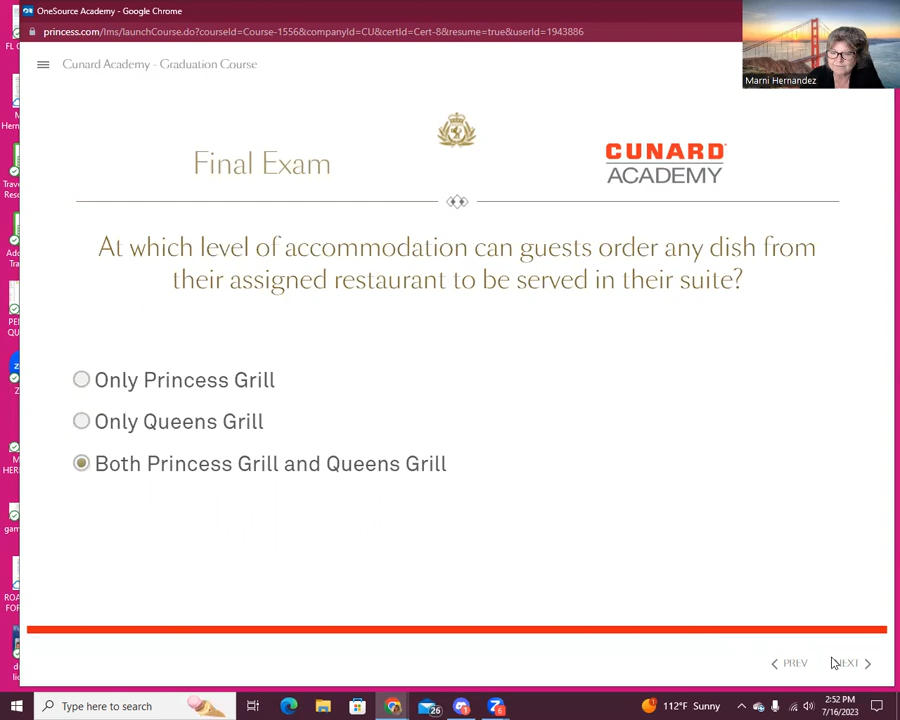 OneSource Academy - Google Chrome
princess.com/lms/launchCourse.do?courseId=Course-1556&companyId=CU&certId=Cert-8&resume=true&userId=1943886
Cunard Academy - Graduation Course
Marni Hernandez
Final Exam
CUNARD
ACADEMY
At which level of accommodation can guests order any dish from
their assigned restaurant to be served in their suite?
Only Princess Grill
Only Queens Grill
Both Princess Grill and Queens Grill
PREV
NEXT
Type here to search
26
112°F Sunny
2:52 PM
7/16/2023